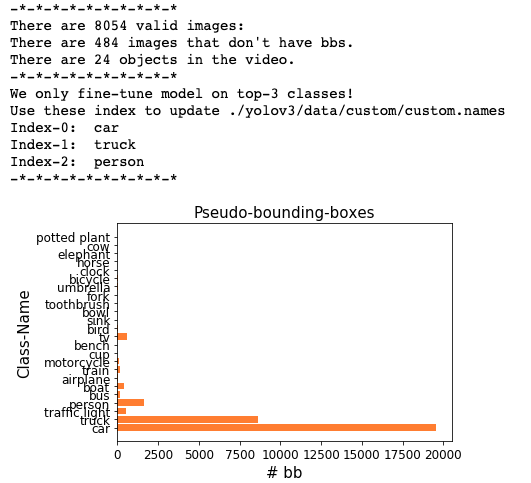 -*-*-*-*-*-*-*-*-*-*
There are 8054 valid images:
There are 484 images that don't have bbs.
There are 24 objects in the video.
-*-*-*-*-*-*-*-*-*-*
We only fine-tune model on top-3 classes!
Use these index to update ./yolov3/data/custom/custom.names
Index-0:  car
Index-1:  truck
Index-2:  person
-*-*-*-*-*-*-*-*-*-*
Pseudo-bounding-boxes
Class-Name
potted plant
cow
elephant
horse
clock
bicycle
umbrella
fork
toothbrush
bowl
sink
bird
tv
bench
cup
motorcycle
train
airplane
boat
bus
person
traffic light
truck
car
0 2500 5000 7500 10000 12500 15000 17500 20000
# bb